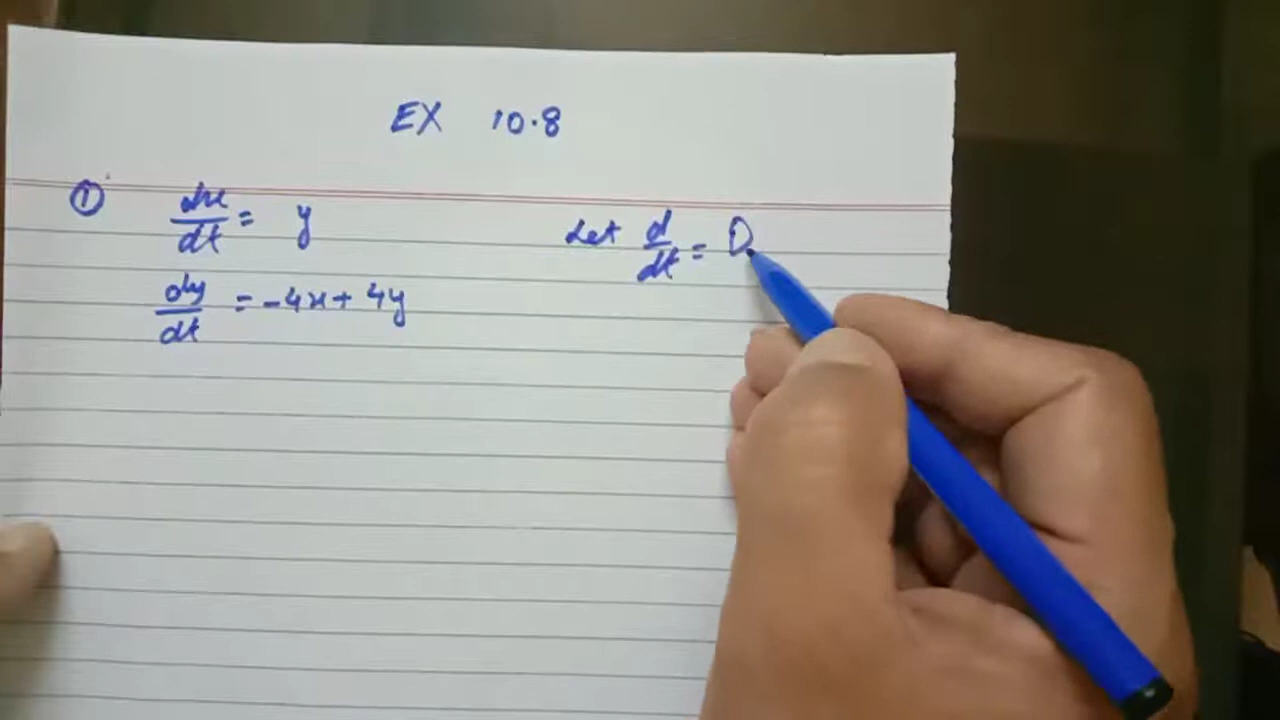 EX 10.8
① dx/dt = y
Let d/dt = D
dy/dt = -4x + 4y